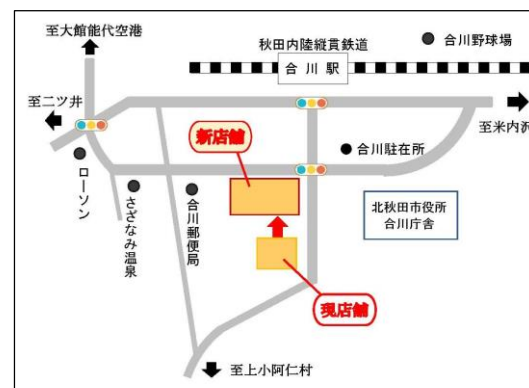 至大館能代空港
秋田内陸縦貫鉄道
合川野球場
合川駅
至二ツ井
至米内沢
新店舗
合川駐在所
ローソン
さざなみ温泉
合川郵便局
北秋田市役所
合川庁舎
現店舗
至上小阿仁村